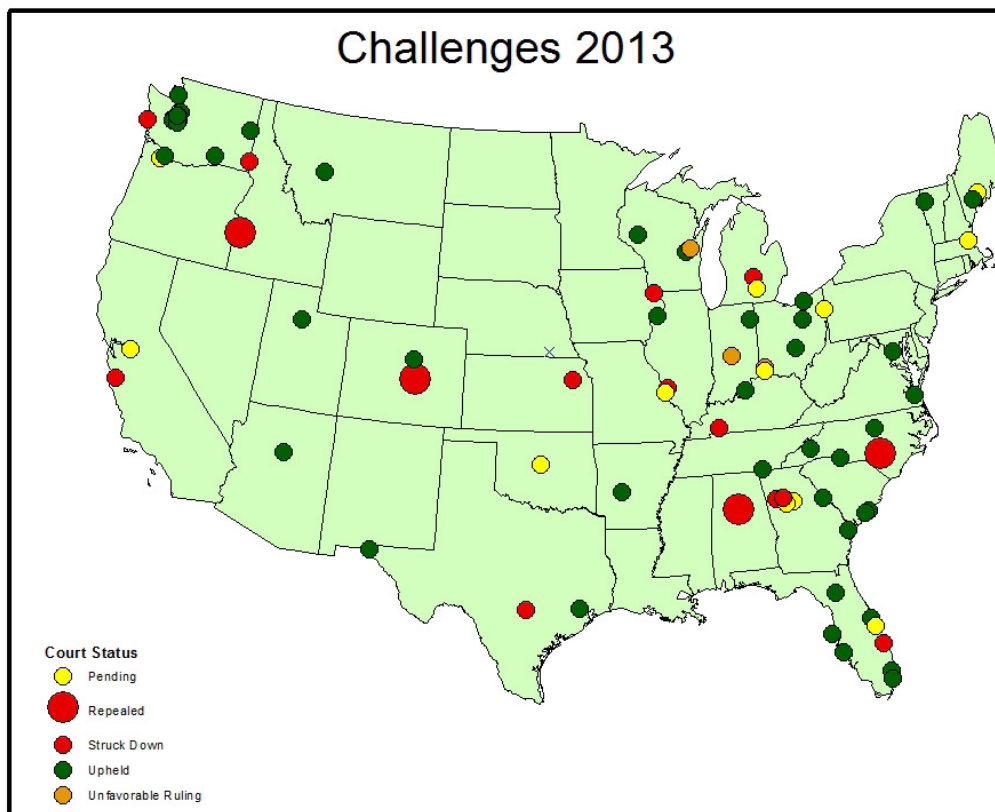 Challenges 2013
Court Status
Pending
Repealed
Struck Down
Upheld
Unfavorable Ruling